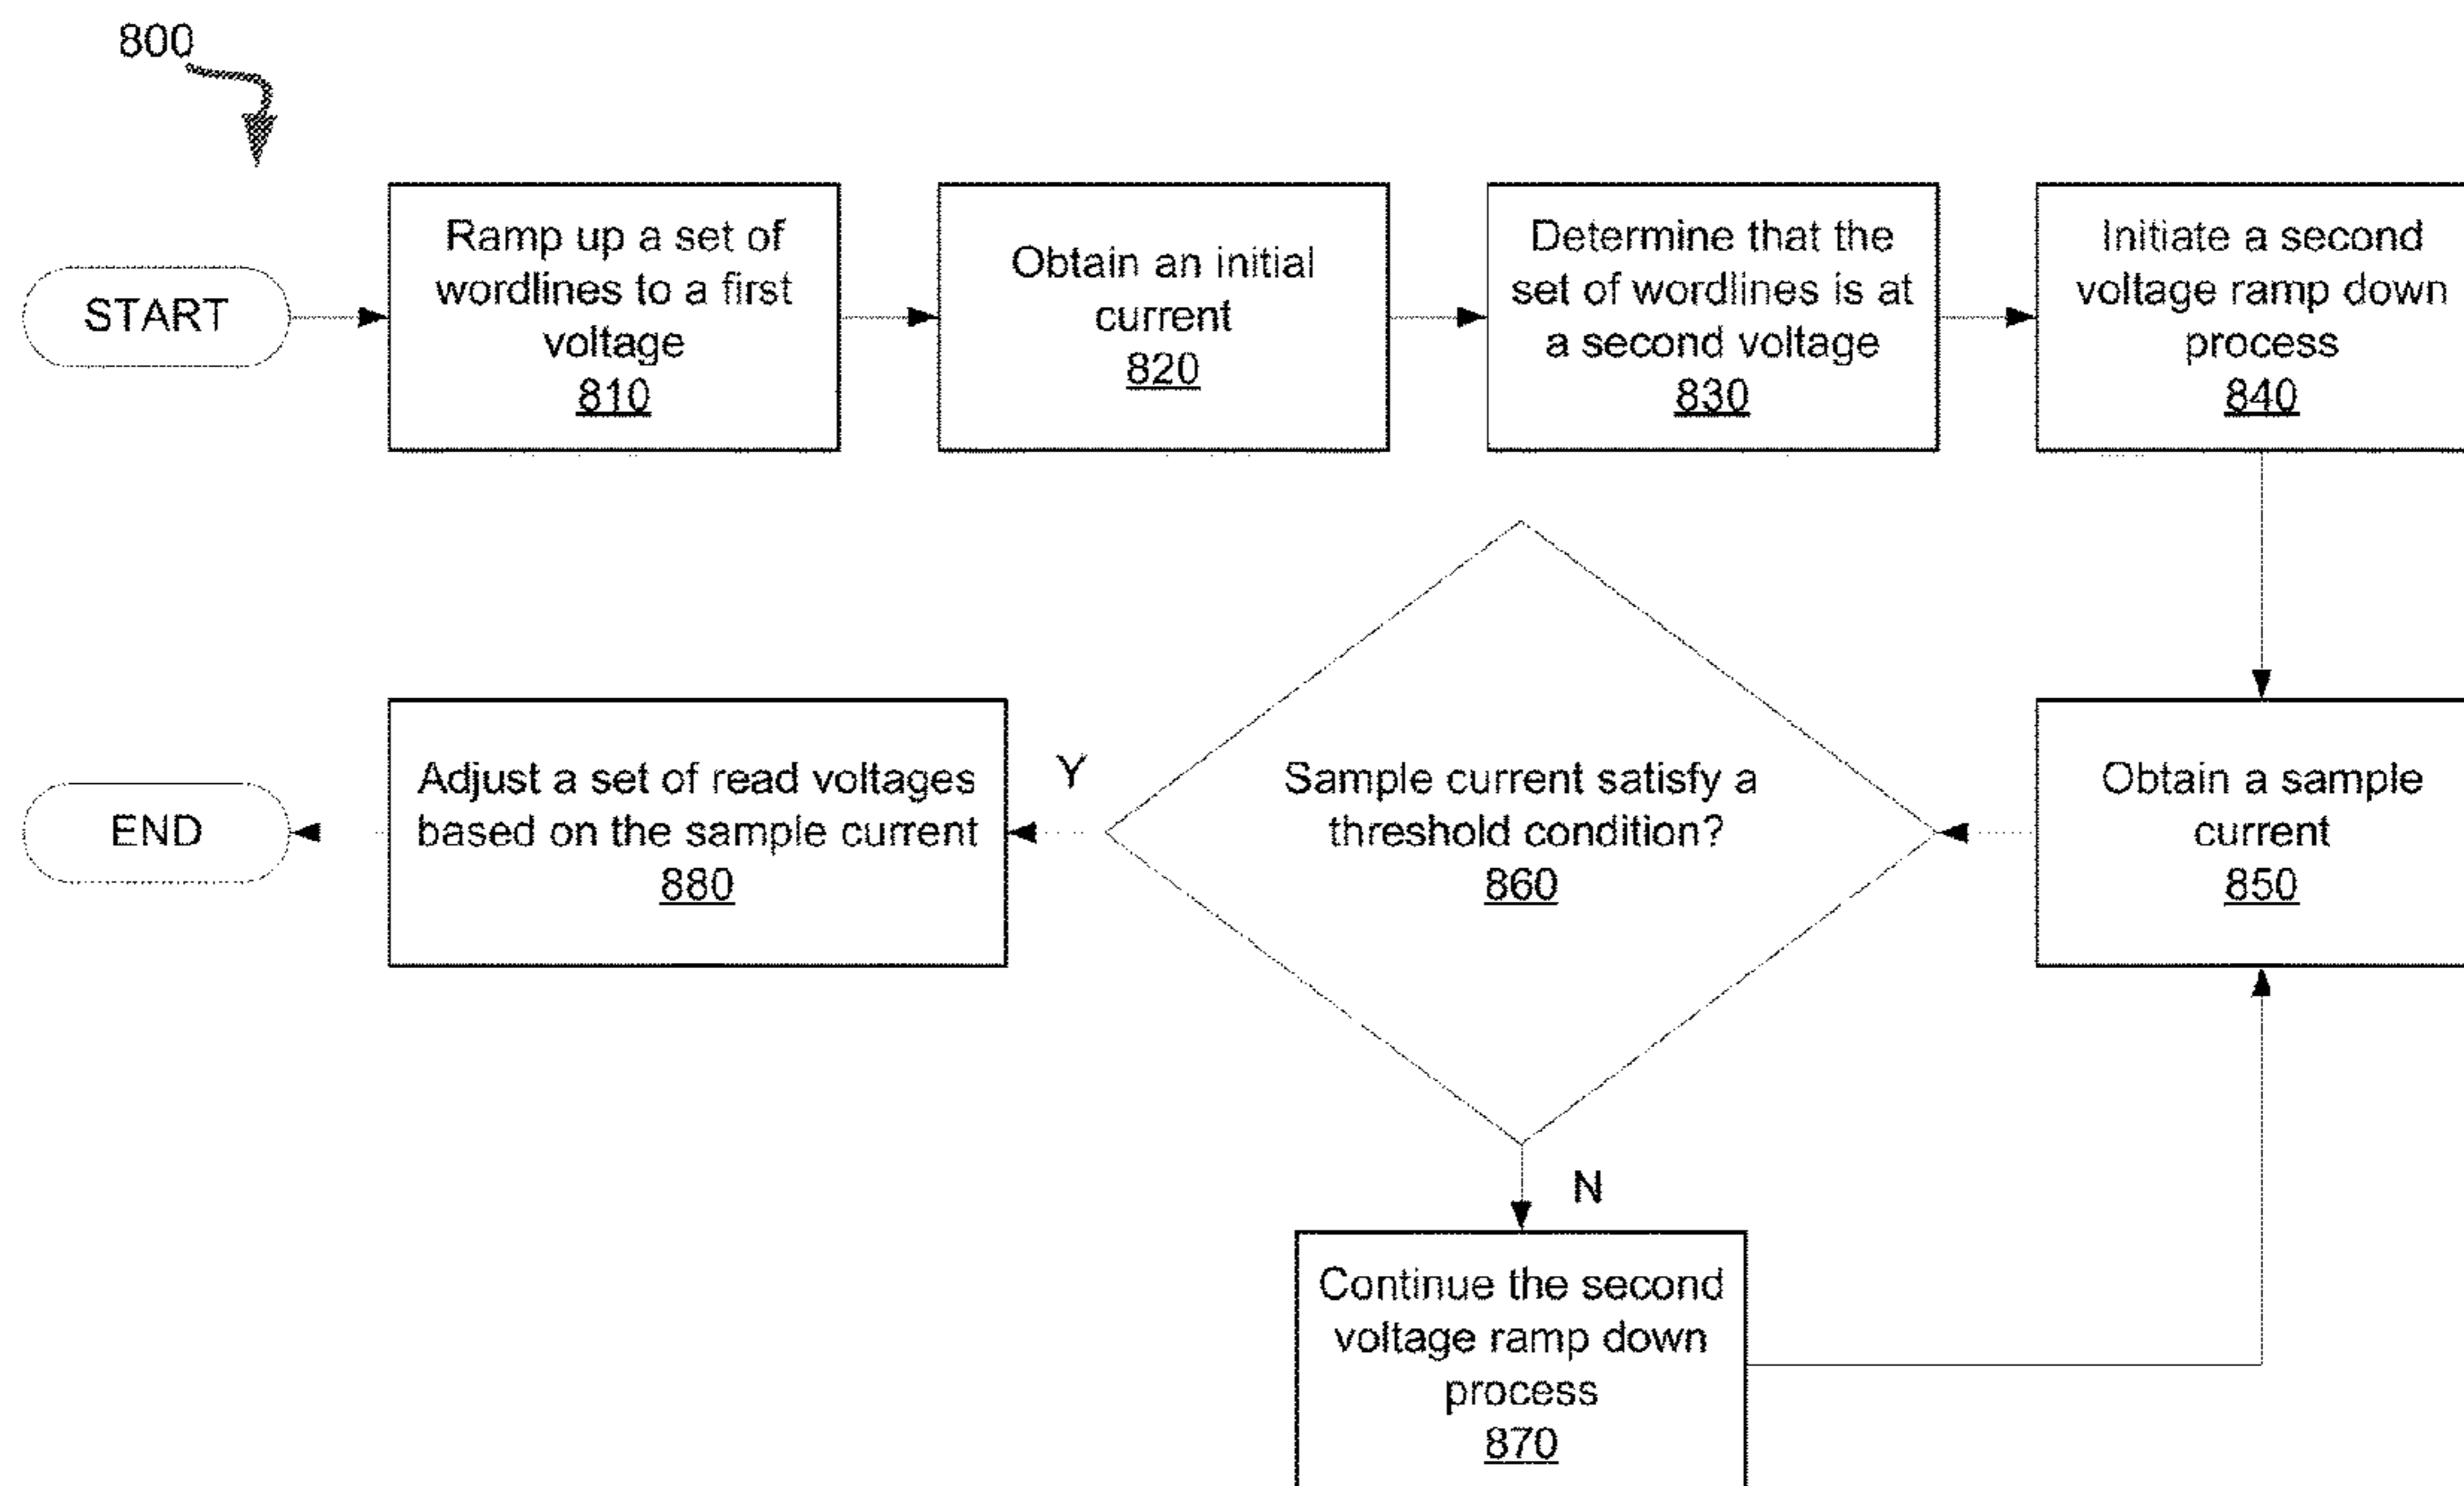 800
START
Ramp up a set of
wordlines to a first
voltage
810
Obtain an initial
current
820
Determine that the
set of wordlines is at
a second voltage
830
Initiate a second
voltage ramp down
process
840
Obtain a sample
current
850
Sample current satisfy a
threshold condition?
860
Y
Adjust a set of read voltages
based on the sample current
880
END
N
Continue the second
voltage ramp down
process
870